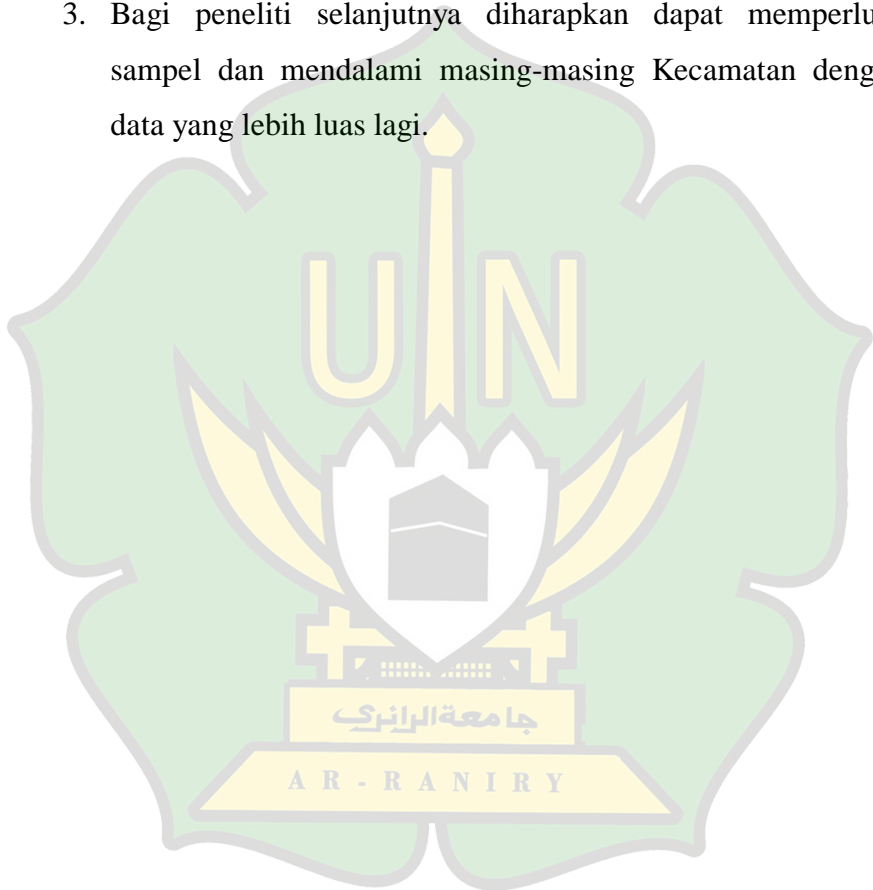 3. Bagi peneliti selanjutnya diharapkan dapat memperlu
sampel dan mendalami masing-masing Kecamatan deng
data yang lebih luas lagi.
UIN
جامعة الرانري
AR-RANIRY